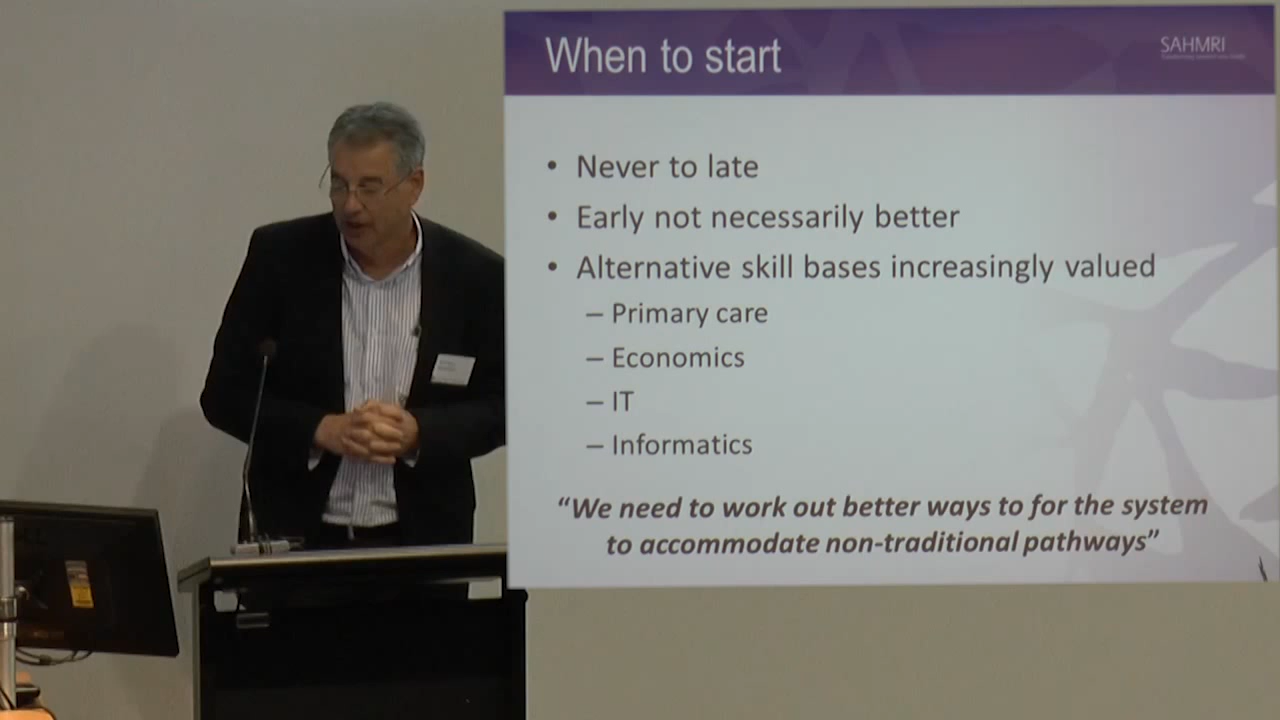 When to start
SAHMRI
• Never to late
• Early not necessarily better
• Alternative skill bases increasingly valued
– Primary care
– Economics
– IT
– Informatics
“We need to work out better ways to for the system
to accommodate non-traditional pathways”